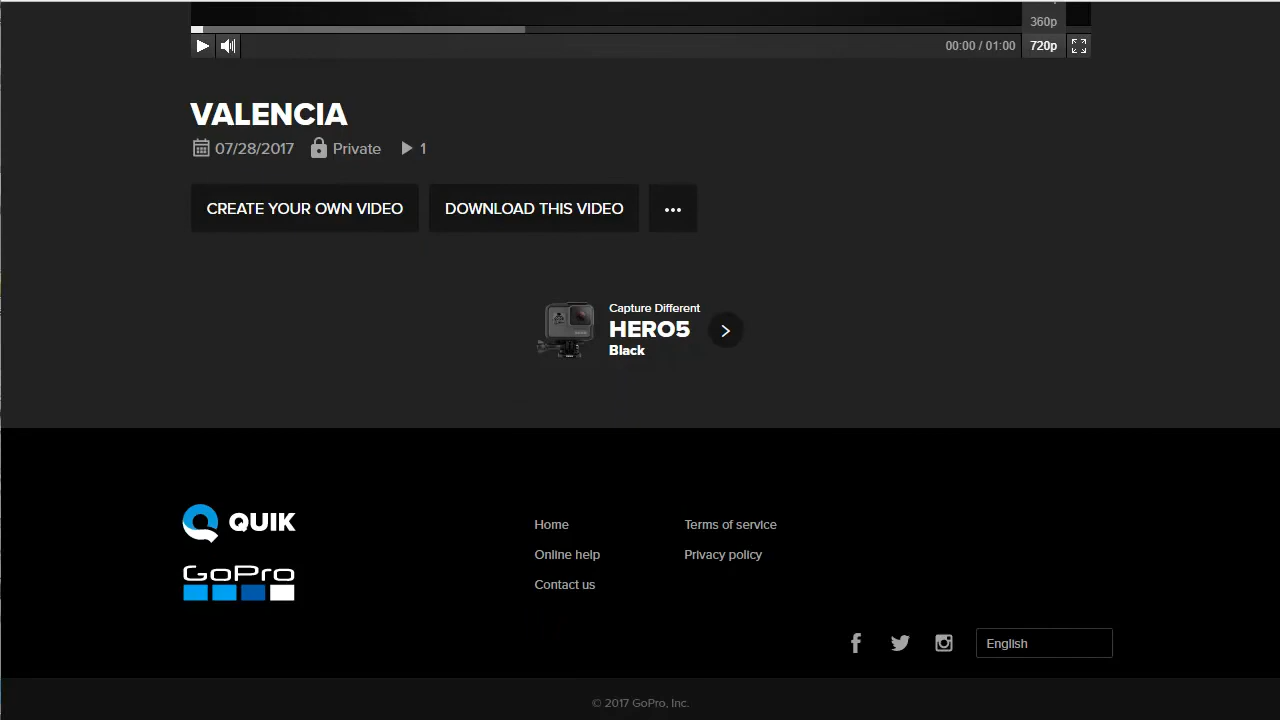 360p
00:00 / 01:00
720p
VALENCIA
07/28/2017 Private 1
CREATE YOUR OWN VIDEO
DOWNLOAD THIS VIDEO
•••
Capture Different
HERO5
Black
QUIK
GoPro
Home
Online help
Contact us
Terms of service
Privacy policy
English
© 2017 GoPro, Inc.